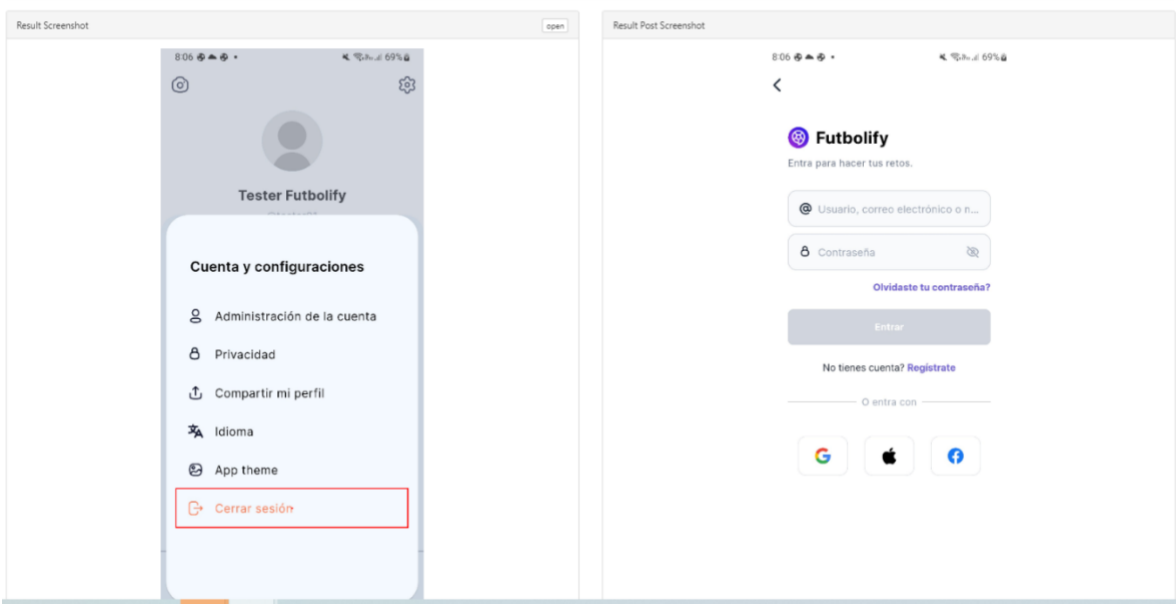 Result Screenshot
open
8:06
69%
Tester Futbolify
Cuenta y configuraciones
Administración de la cuenta
Privacidad
Compartir mi perfil
Idioma
App theme
Cerrar sesión
Result Post Screenshot
8:06
69%
Futbolify
Entra para hacer tus retos.
@ Usuario, correo electrónico o n...
Contraseña
Olvidaste tu contraseña?
Entrar
No tienes cuenta? Regístrate
O entra con